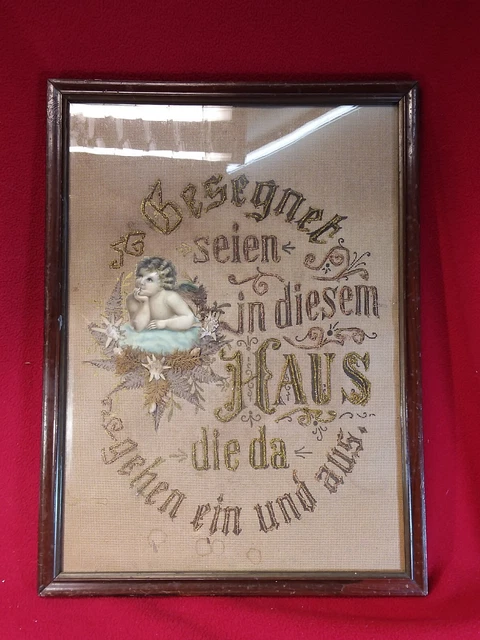 Gesegnet
seien
in diesem
HAUS
die da
gehen ein und aus.